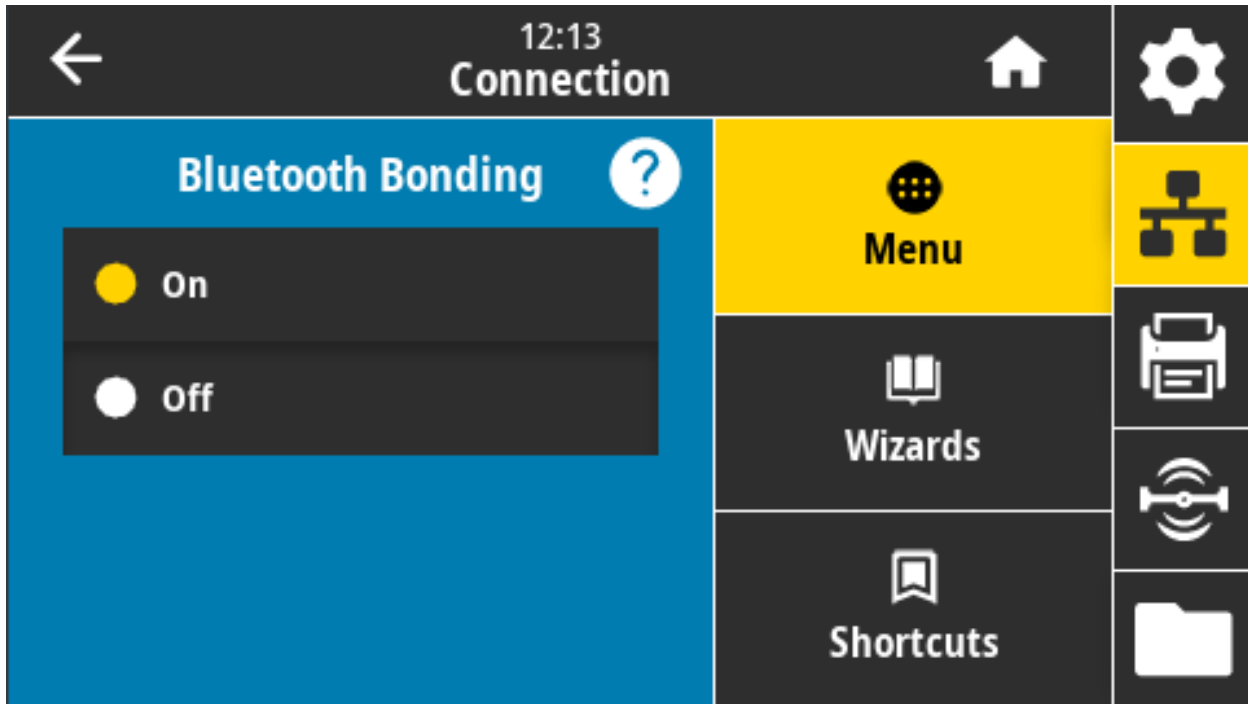 12:13
Connection
Bluetooth Bonding
?
On
Off
Menu
Wizards
Shortcuts